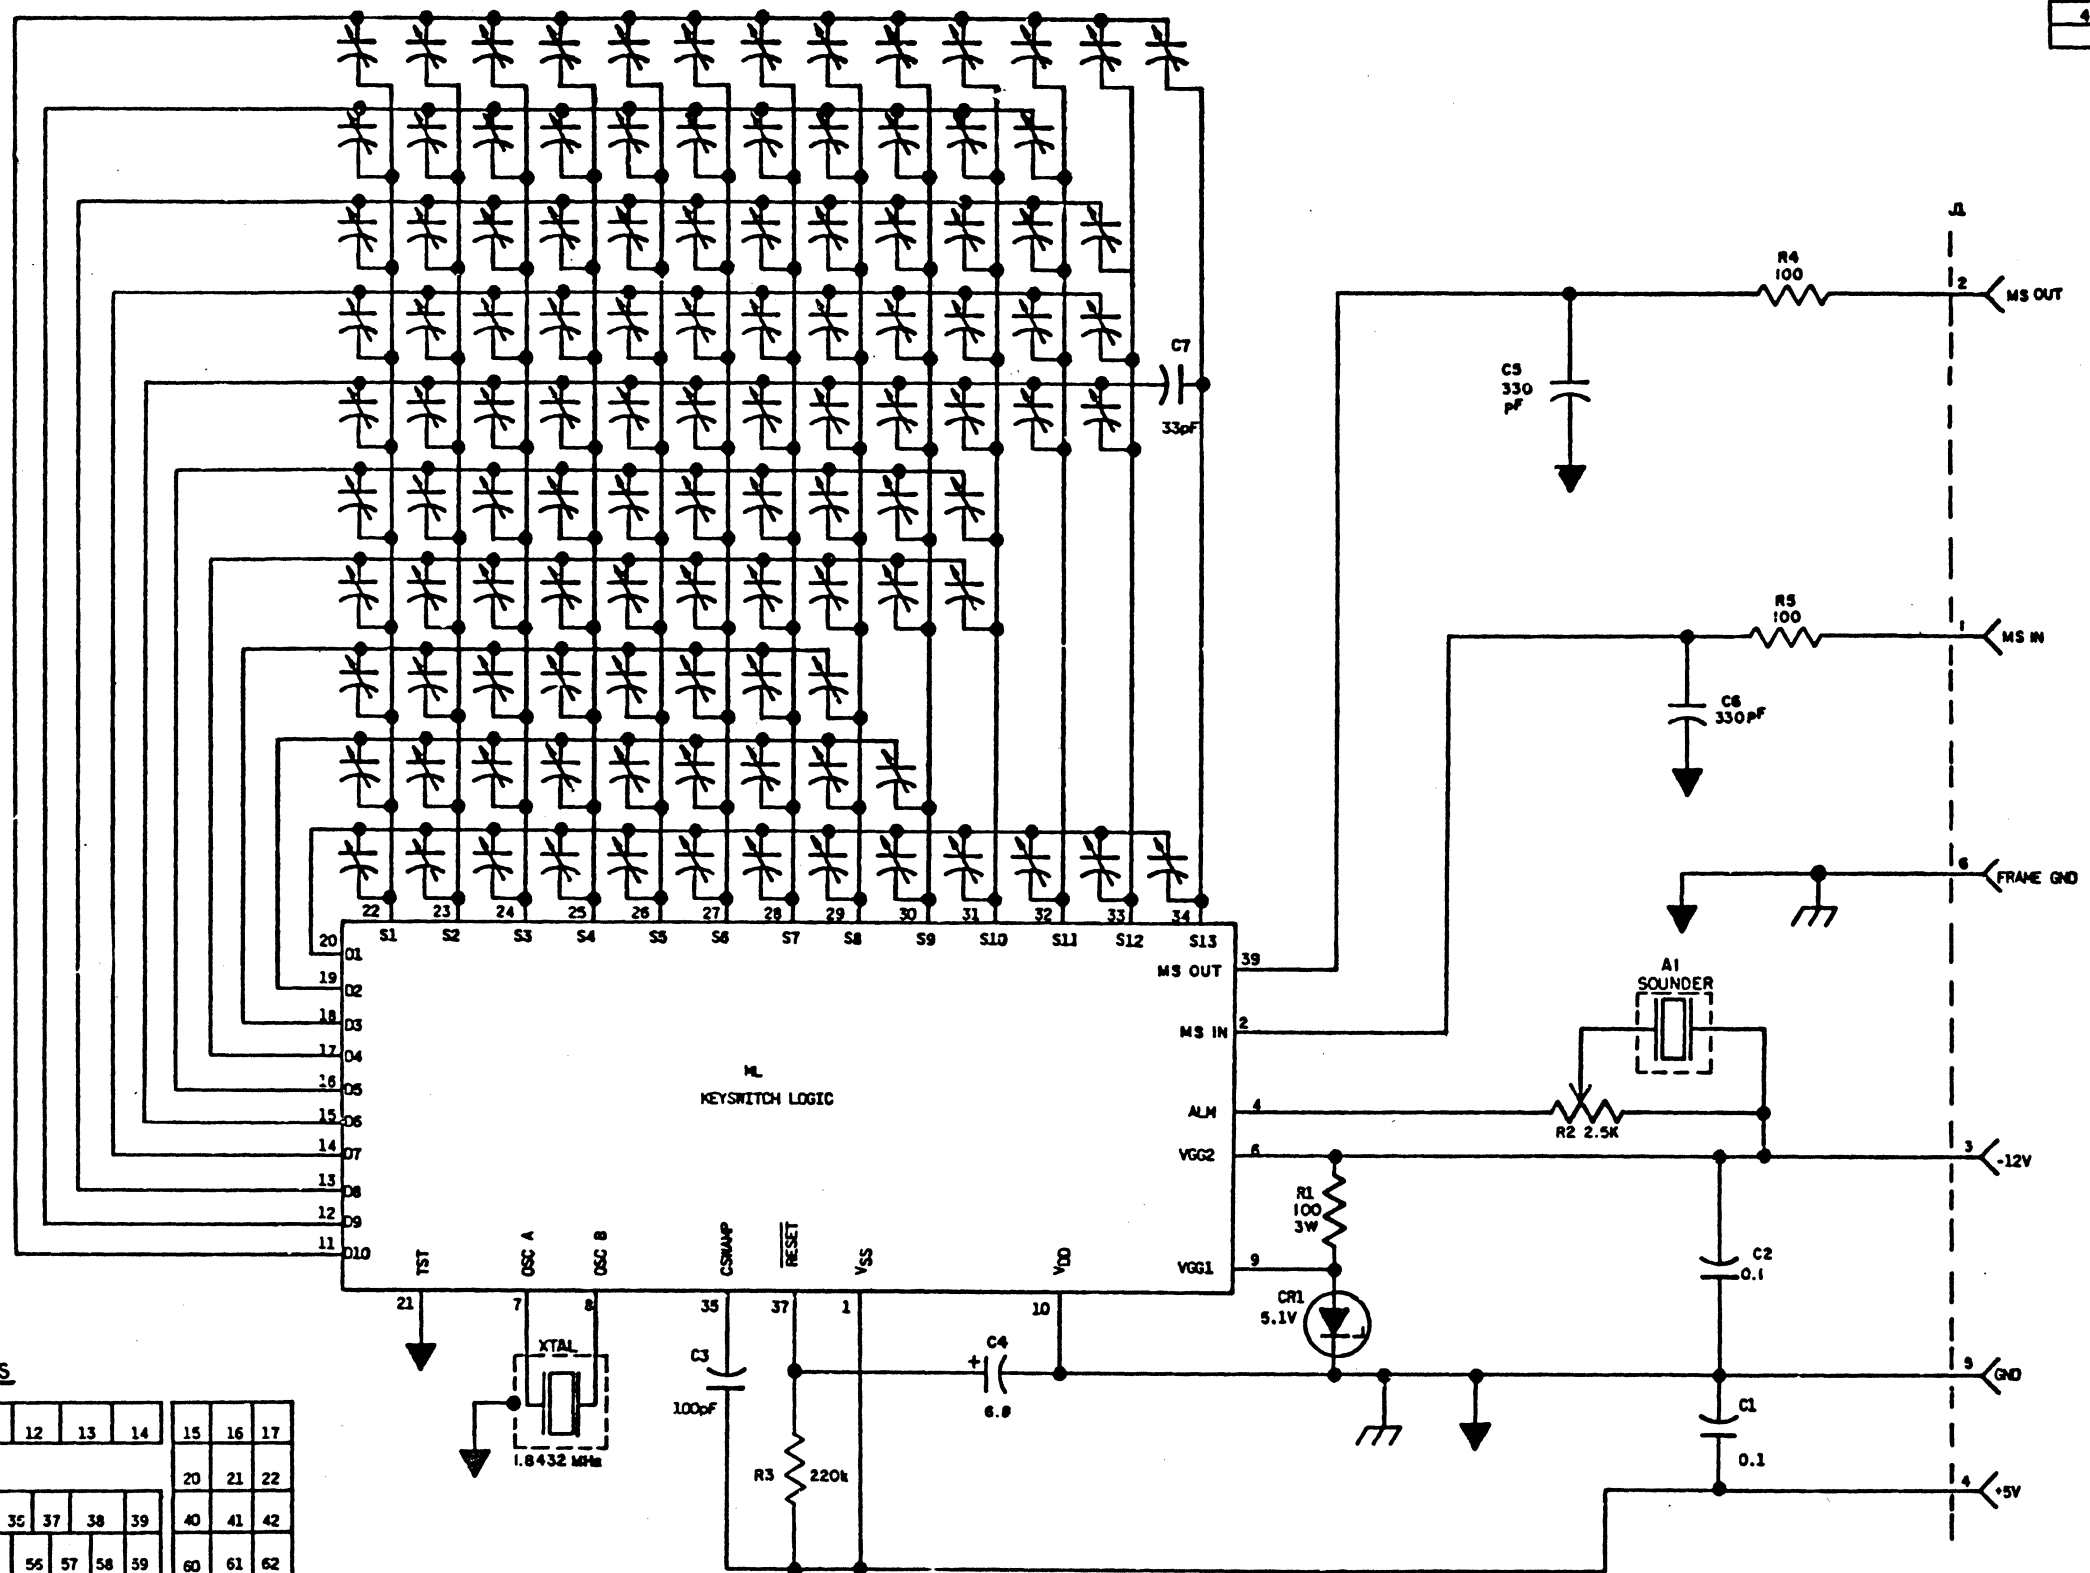 4
J1
R4
100
2
MS OUT
C7
33pF
C5
330
pF
R5
100
1
MS IN
C6
330pF
6
FRAME GND
22 23 24 25 26 27 28 29 30 31 32 33 34
S1 S2 S3 S4 S5 S6 S7 S8 S9 S10 S11 S12 S13
20 D1
19 D2
18 D3
17 D4
16 D5
15 D6
14 D7
13 D8
12 D9
11 D10
MS OUT 39
MS IN 2
KEYSWITCH LOGIC
ALM 4
VGG2 6
VGG1 9
A1
SOUNDER
R2 2.5K
3
-12V
R1
100
3W
C2
0.1
CR1
5.1V
TST OSC A OSC B CSWAMP RESET VSS VDD
21 7 8 35 37 1 10
XTAL
1.8432 MHz
C3
100pF
C4
+
6.8
R3 220k
5
GND
C1
0.1
4
+5V
S
12 13 14 15 16 17
20 21 22
37 38 39 40 41 42
56 57 58 59 60 61 62